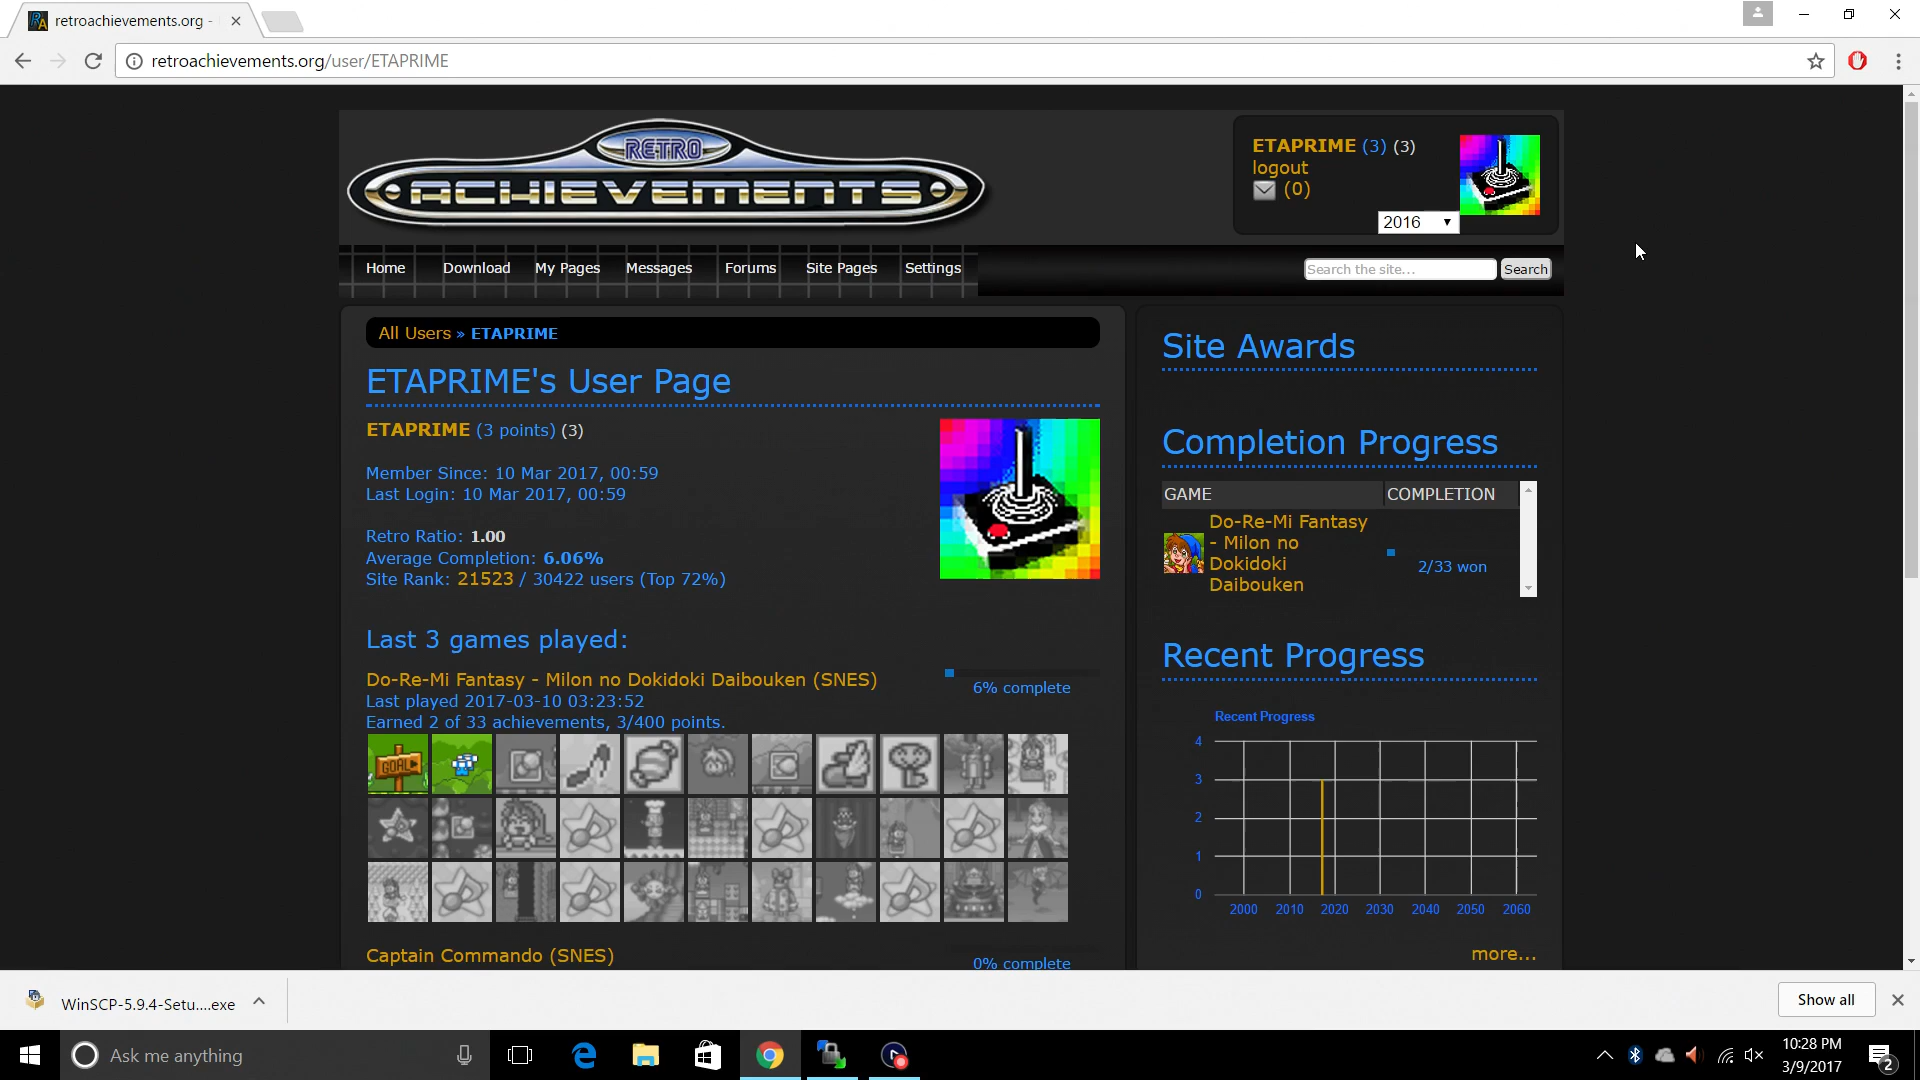 retroachievements.org -
retroachievements.org/user/ETAPRIME
RETRO
ACHIEVEMENTS
ETAPRIME (3) (3)
logout
(0)
2016
Home Download My Pages Messages Forums Site Pages Settings
Search the site... Search
All Users » ETAPRIME
ETAPRIME's User Page
ETAPRIME (3 points) (3)
Member Since: 10 Mar 2017, 00:59
Last Login: 10 Mar 2017, 00:59
Retro Ratio: 1.00
Average Completion: 6.06%
Site Rank: 21523 / 30422 users (Top 72%)
Last 3 games played:
Do-Re-Mi Fantasy - Milon no Dokidoki Daibouken (SNES)
6% complete
Last played 2017-03-10 03:23:52
Earned 2 of 33 achievements, 3/400 points.
GOAL
Captain Commando (SNES)
0% complete
Site Awards
Completion Progress
GAME COMPLETION
Do-Re-Mi Fantasy
- Milon no
Dokidoki
Daibouken
2/33 won
Recent Progress
Recent Progress
4
3
2
1
0
2000 2010 2020 2030 2040 2050 2060
more...
WinSCP-5.9.4-Setu....exe
Show all
Ask me anything
10:28 PM
3/9/2017
2